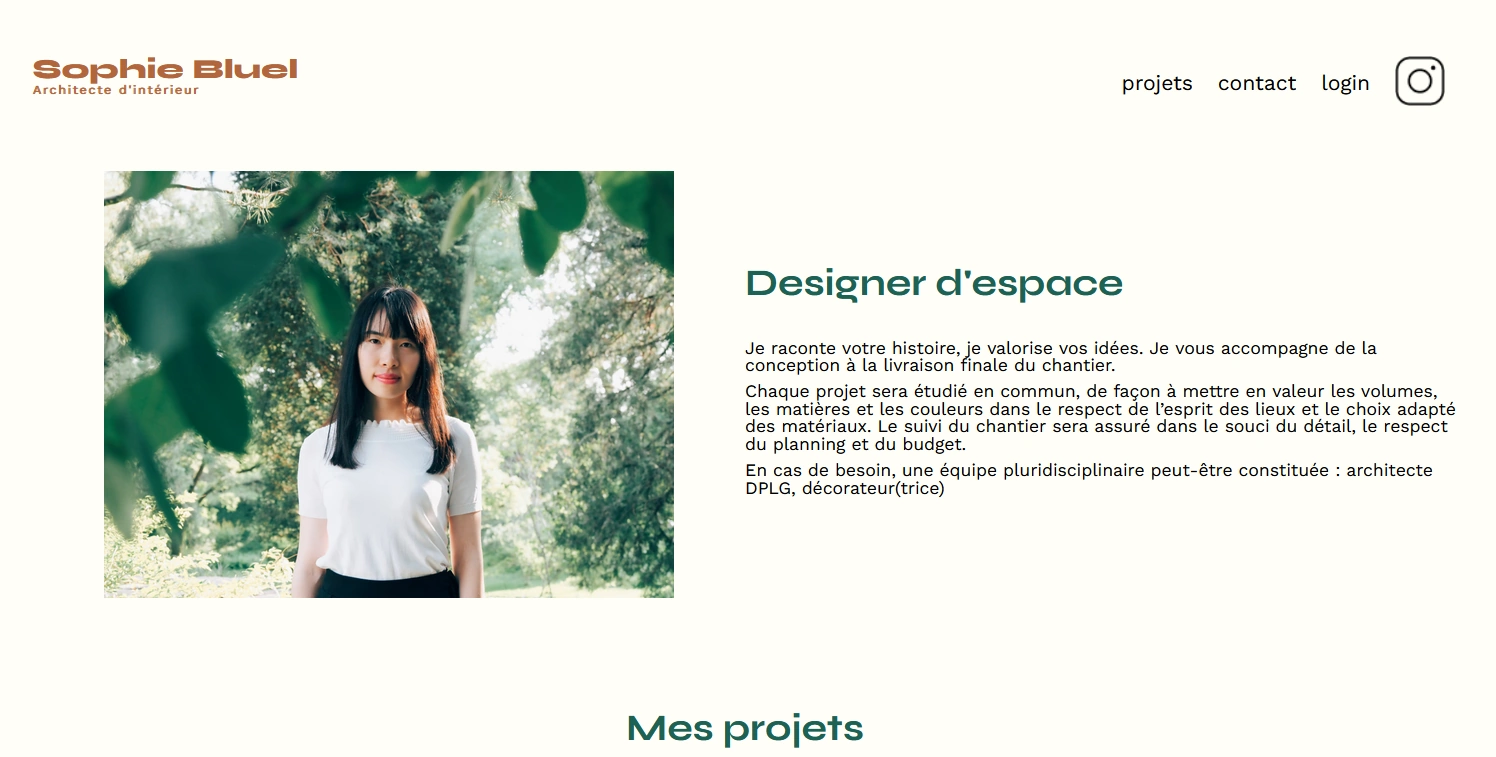 Sophie Bluel
Architecte d'intérieur
projets contact login
Designer d'espace
Je raconte votre histoire, je valorise vos idées. Je vous accompagne de la
conception à la livraison finale du chantier.
Chaque projet sera étudié en commun, de façon à mettre en valeur les volumes,
les matières et les couleurs dans le respect de l’esprit des lieux et le choix adapté
des matériaux. Le suivi du chantier sera assuré dans le souci du détail, le respect
du planning et du budget.
En cas de besoin, une équipe pluridisciplinaire peut-être constituée : architecte
DPLG, décorateur(trice)
Mes projets